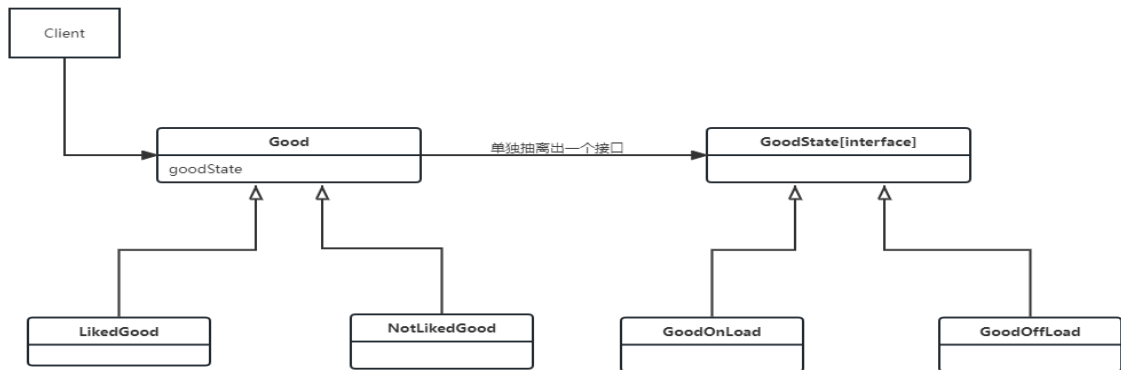 Client
Good
单独抽离出一个接口
GoodState[interface]
goodState
LikedGood
NotLikedGood
GoodOnLoad
GoodOffLoad